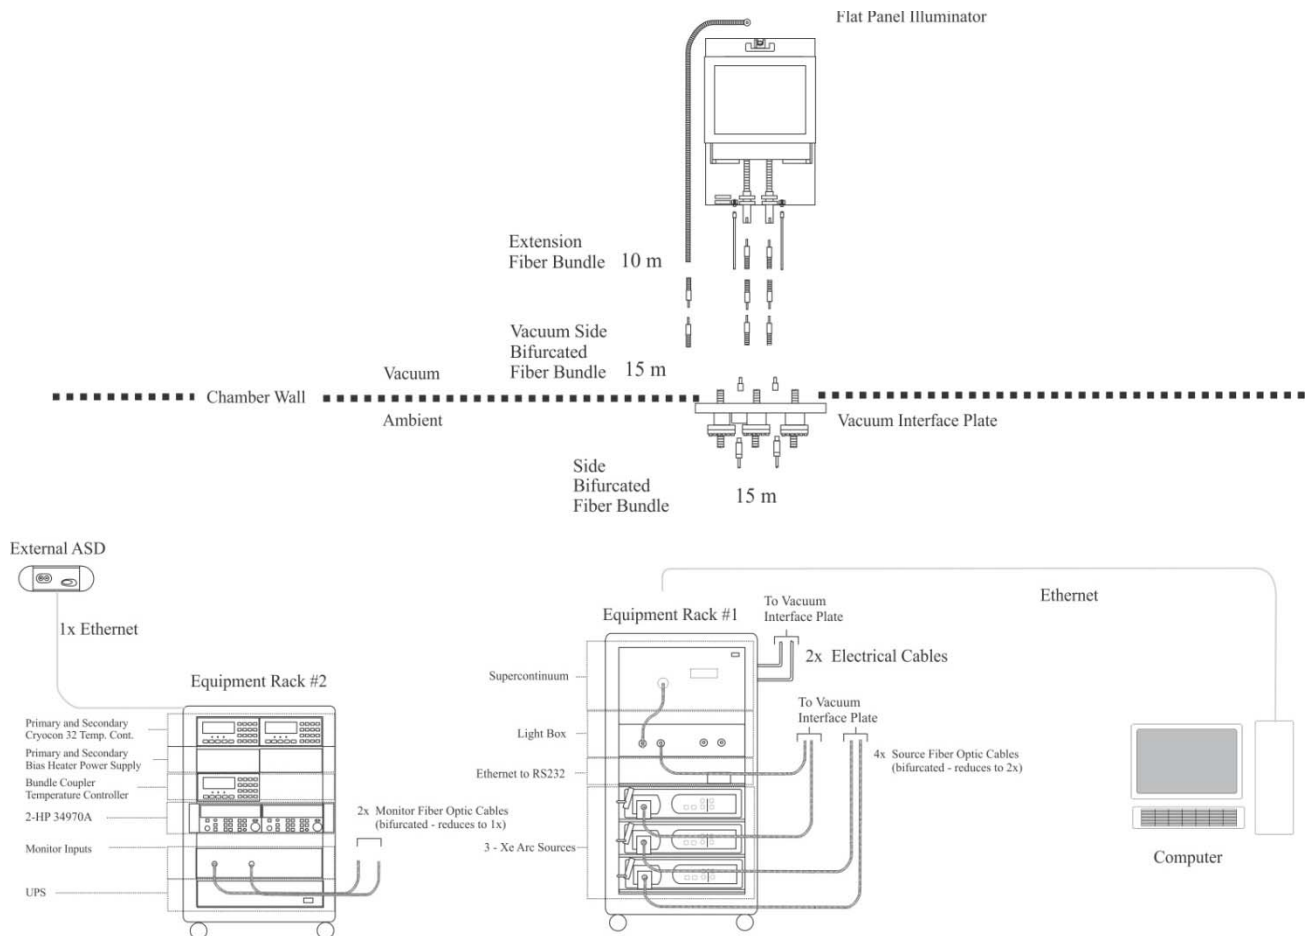 Flat Panel Illuminator
Extension
Fiber Bundle 10 m
Vacuum Side
Bifurcated
Fiber Bundle 15 m
Vacuum
Chamber Wall
Ambient
Vacuum Interface Plate
Side
Bifurcated
Fiber Bundle
15 m
External ASD
1x Ethernet
Equipment Rack #2
Primary and Secondary
Cryocon 32 Temp. Cont.
Primary and Secondary
Bias Heater Power Supply
Bundle Coupler
Temperature Controller
2-HP 34970A
Monitor Inputs
UPS
2x Monitor Fiber Optic Cables
(bifurcated - reduces to 1x)
Equipment Rack #1
Supercontinuum
Light Box
Ethernet to RS232
3 - Xe Arc Sources
To Vacuum
Interface Plate
2x Electrical Cables
To Vacuum
Interface Plate
4x Source Fiber Optic Cables
(bifurcated - reduces to 2x)
Ethernet
Computer